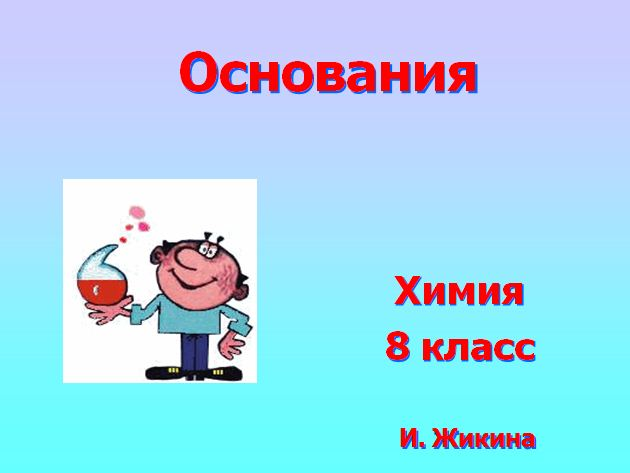 Основания
Химия
8 класс
И. Жикина